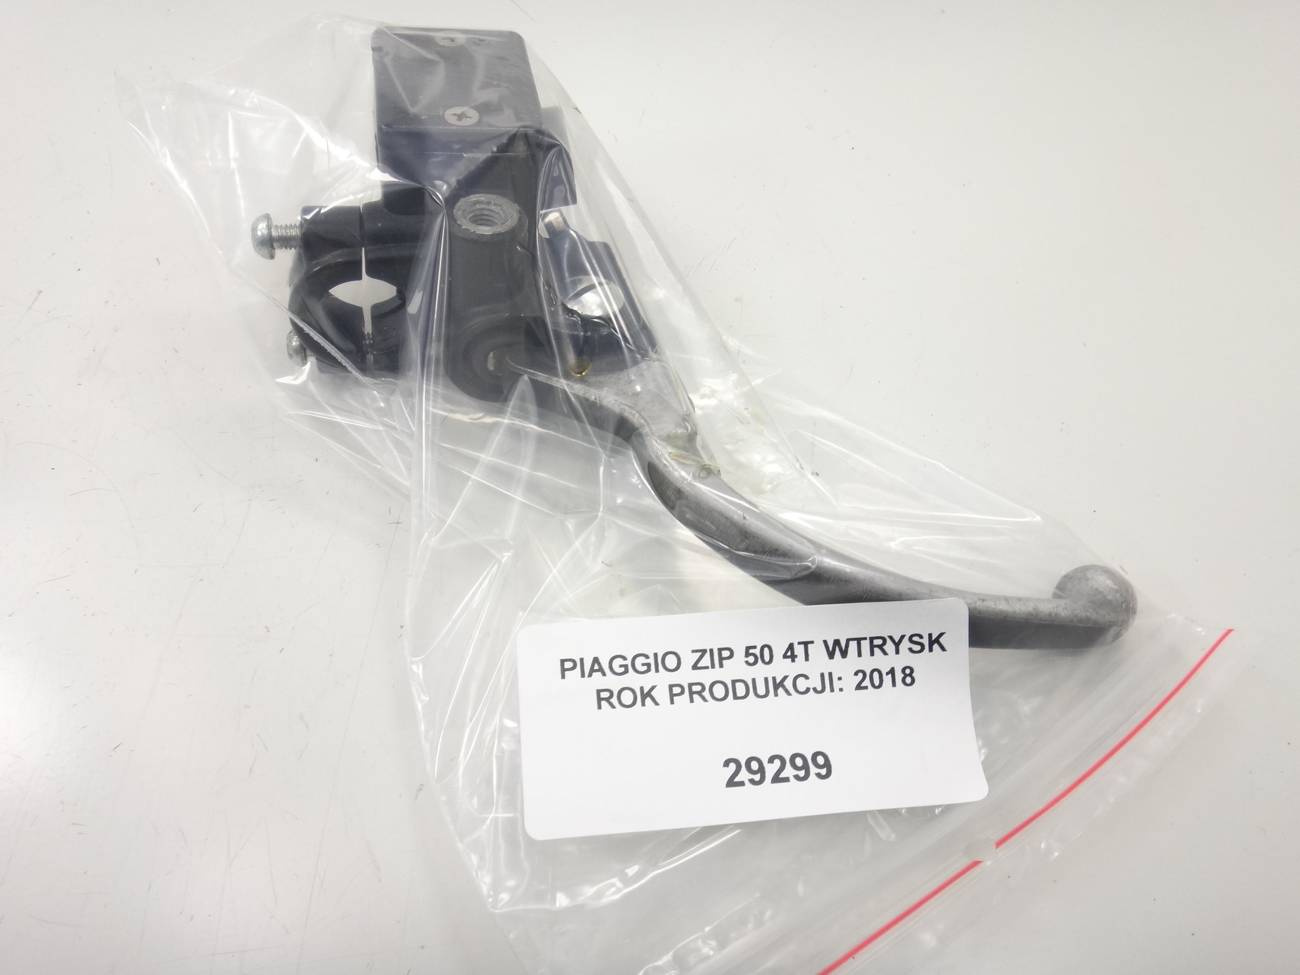 PIAGGIO ZIP 50 4T WTRYSK
ROK PRODUKCJI: 2018
29299